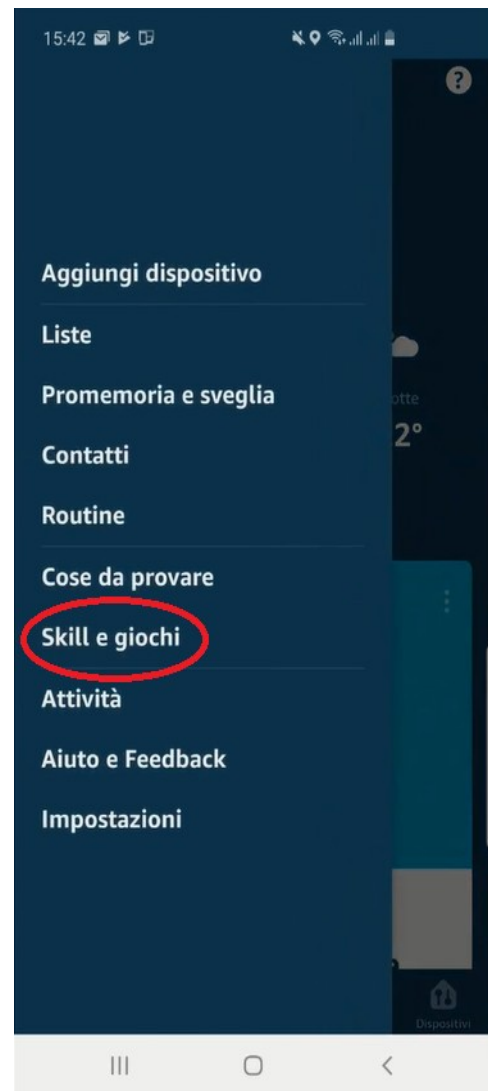 15:42
?
Aggiungi dispositivo
Liste
Promemoria e sveglia
otte
2°
Contatti
Routine
Cose da provare
Skill e giochi
Attività
Aiuto e Feedback
Impostazioni
Dispositivi